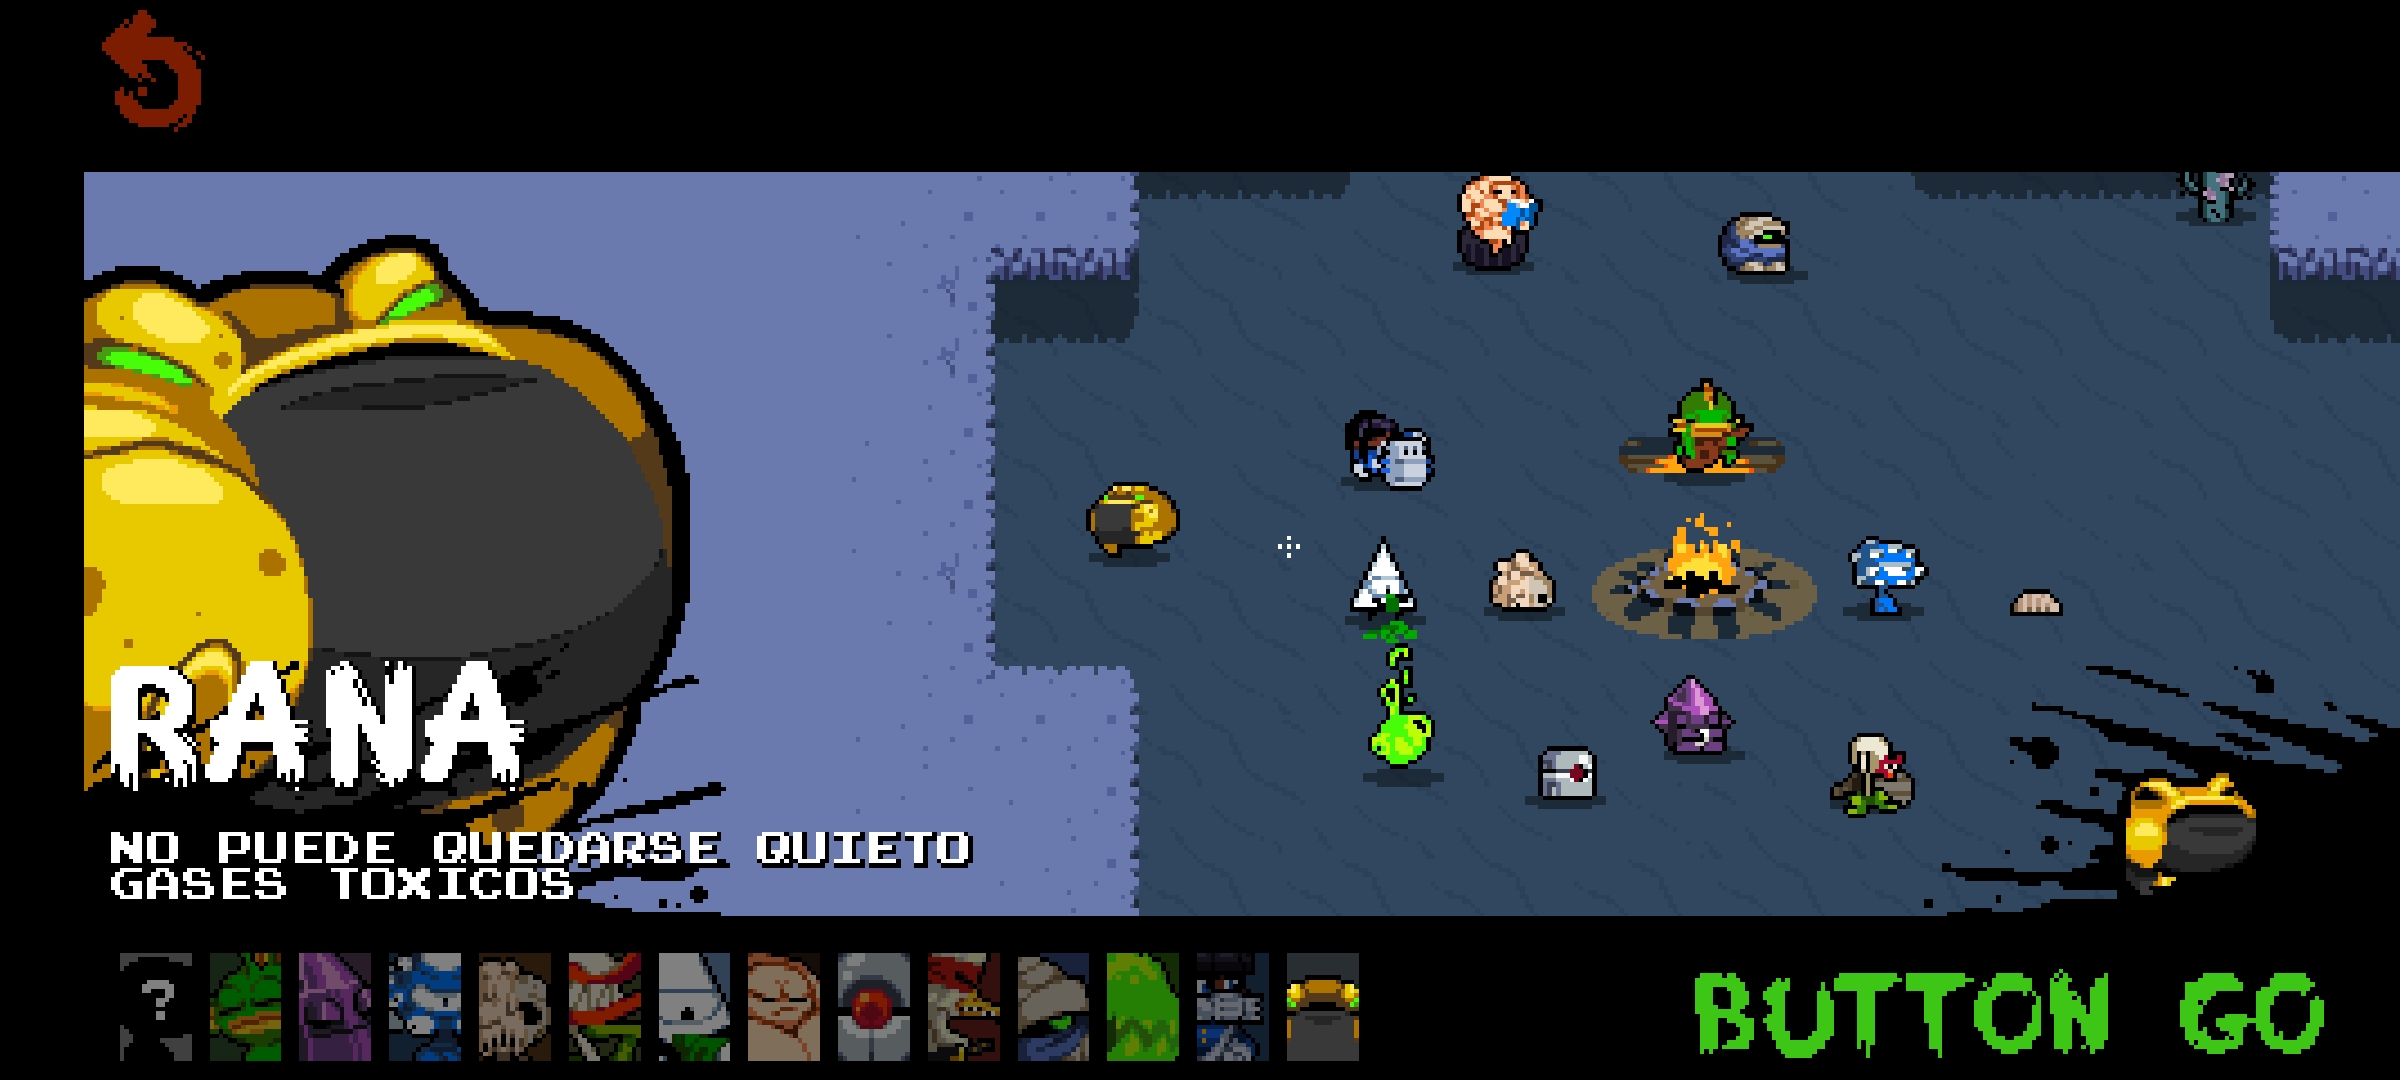 RANA
NO PUEDE QUEDARSE QUIETO
GASES TOXICOS
?
BUTTON GO